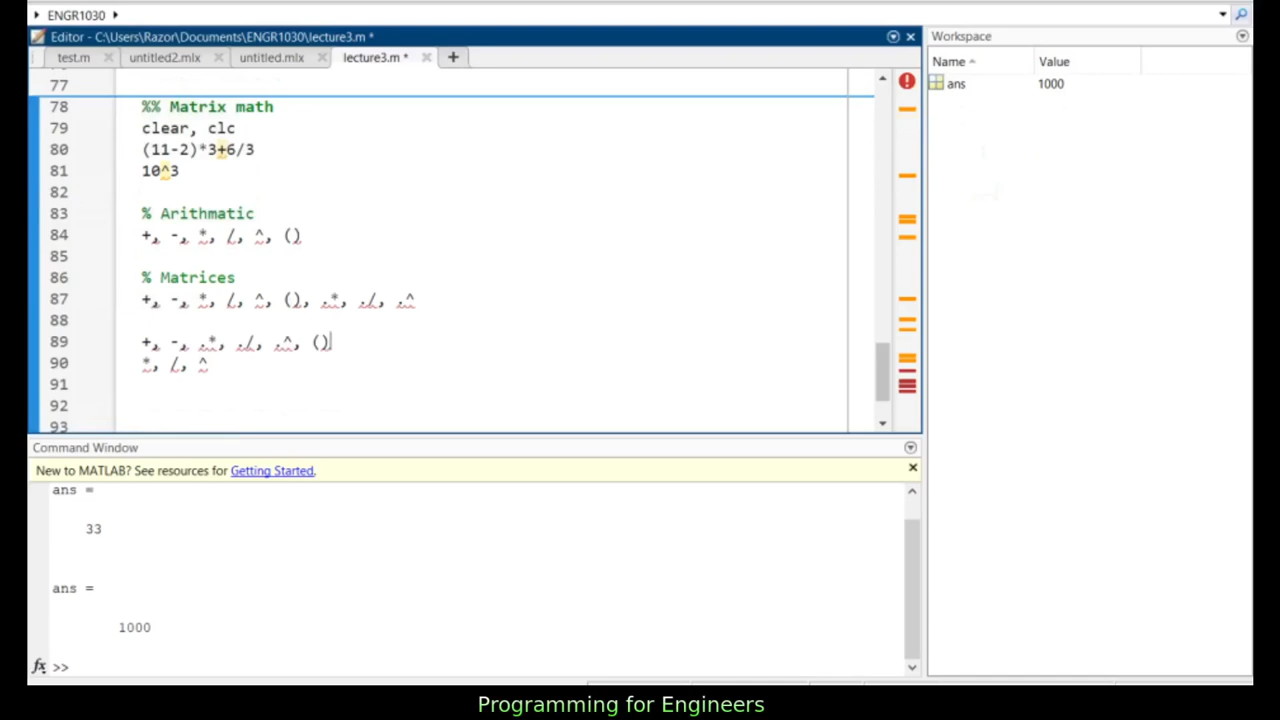 ENGR1030
Editor - C:\Users\Razor\Documents\ENGR1030\lecture3.m *
Workspace
test.m untitled2.mlx untitled.mlx lecture3.m * +
Name Value
ans 1000
77
78 %% Matrix math
79 clear, clc
80 (11-2)*3+6/3
81 10^3
82
83 % Arithmatic
84 +, -, *, /, ^, ()
85
86 % Matrices
87 +, -, *, /, ^, (), .*, ./, .^
88
89 +, -, .*, ./, .^, ()
90 *, /, ^
91
92
93
Command Window
New to MATLAB? See resources for Getting Started.
ans =
33
ans =
1000
fx >>
Programming for Engineers